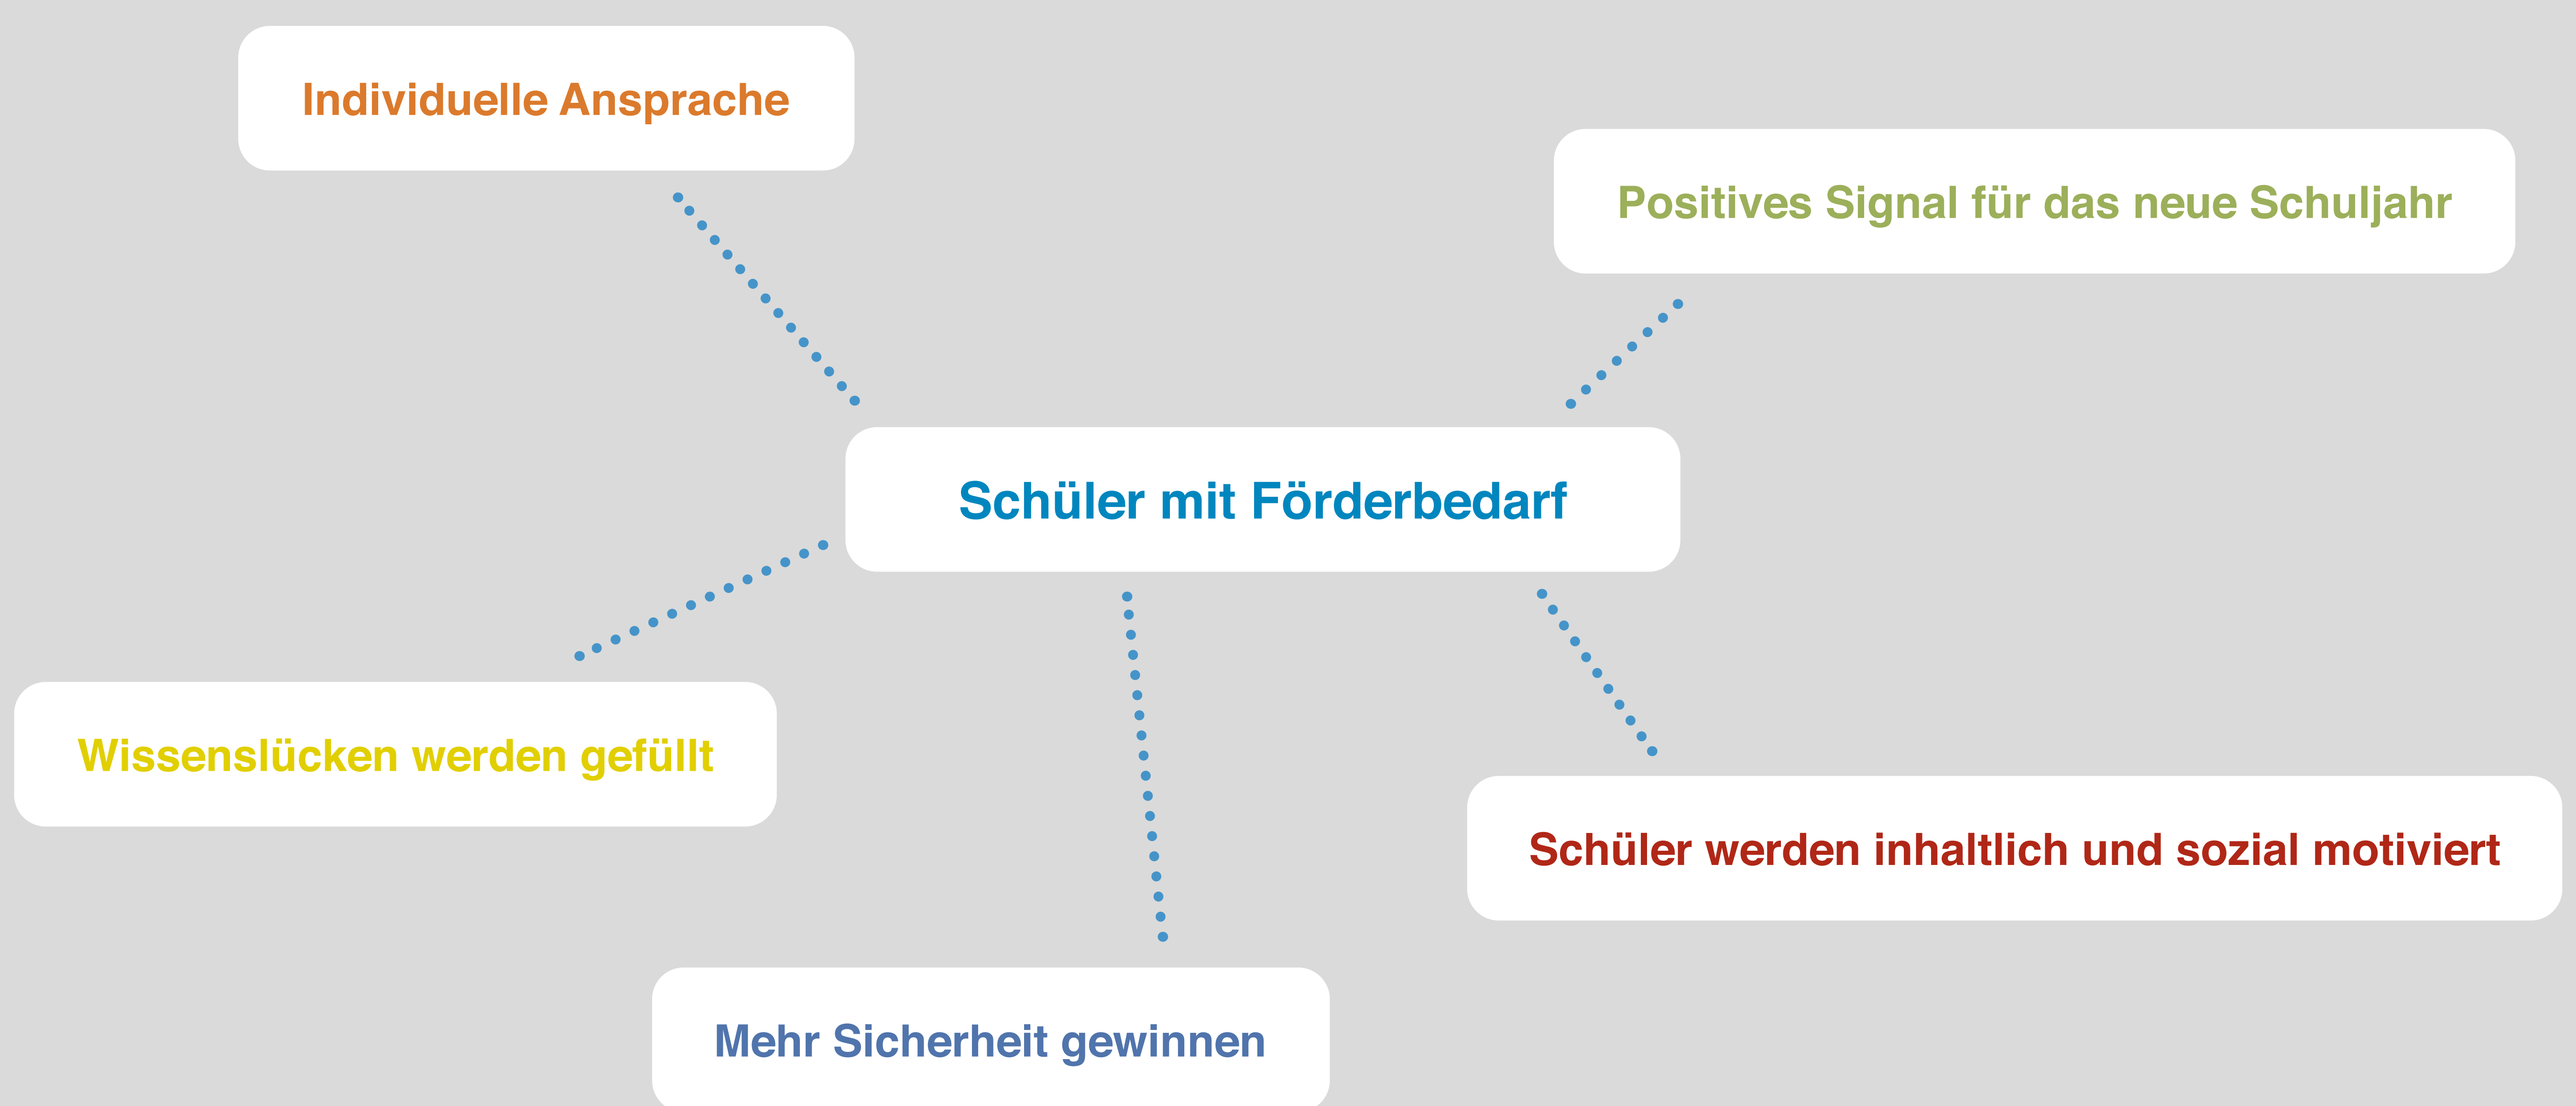 Individuelle Ansprache
Positives Signal für das neue Schuljahr
Schüler mit Förderbedarf
Wissenslücken werden gefüllt
Schüler werden inhaltlich und sozial motiviert
Mehr Sicherheit gewinnen